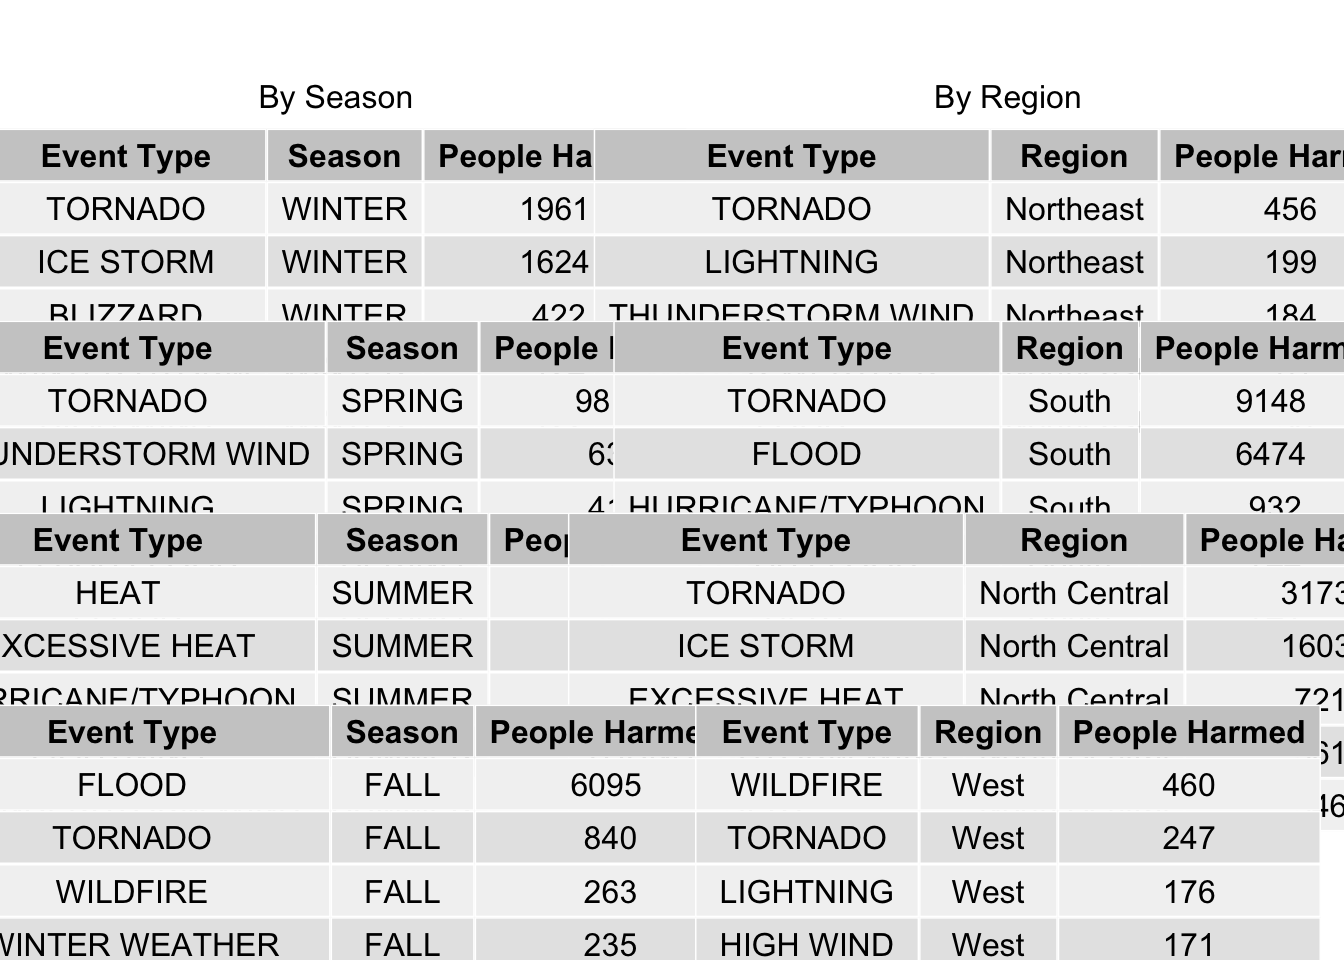 By Season By Region
Event Type Season People Ha Event Type Region People Har
TORNADO WINTER 1961 TORNADO Northeast 456
ICE STORM WINTER 1624 LIGHTNING Northeast 199
BLIZZARD WINTER 422 THUNDERSTORM WIND Northeast 184
Event Type Season People Event Type Region People Harm
TORNADO SPRING 98 TORNADO South 9148
UNDERSTORM WIND SPRING 63 FLOOD South 6474
LIGHTNING SPRING 41 HURRICANE/TYPHOON South 932
Event Type Season Peop Event Type Region People Ha
HEAT SUMMER TORNADO North Central 3173
XCESSIVE HEAT SUMMER ICE STORM North Central 1603
RRICANE/TYPHOON SUMMER EXCESSIVE HEAT North Central 721
Event Type Season People Harme Event Type Region People Harmed
FLOOD FALL 6095 WILDFIRE West 460 61
TORNADO FALL 840 TORNADO West 247 46
WILDFIRE FALL 263 LIGHTNING West 176
WINTER WEATHER FALL 235 HIGH WIND West 171